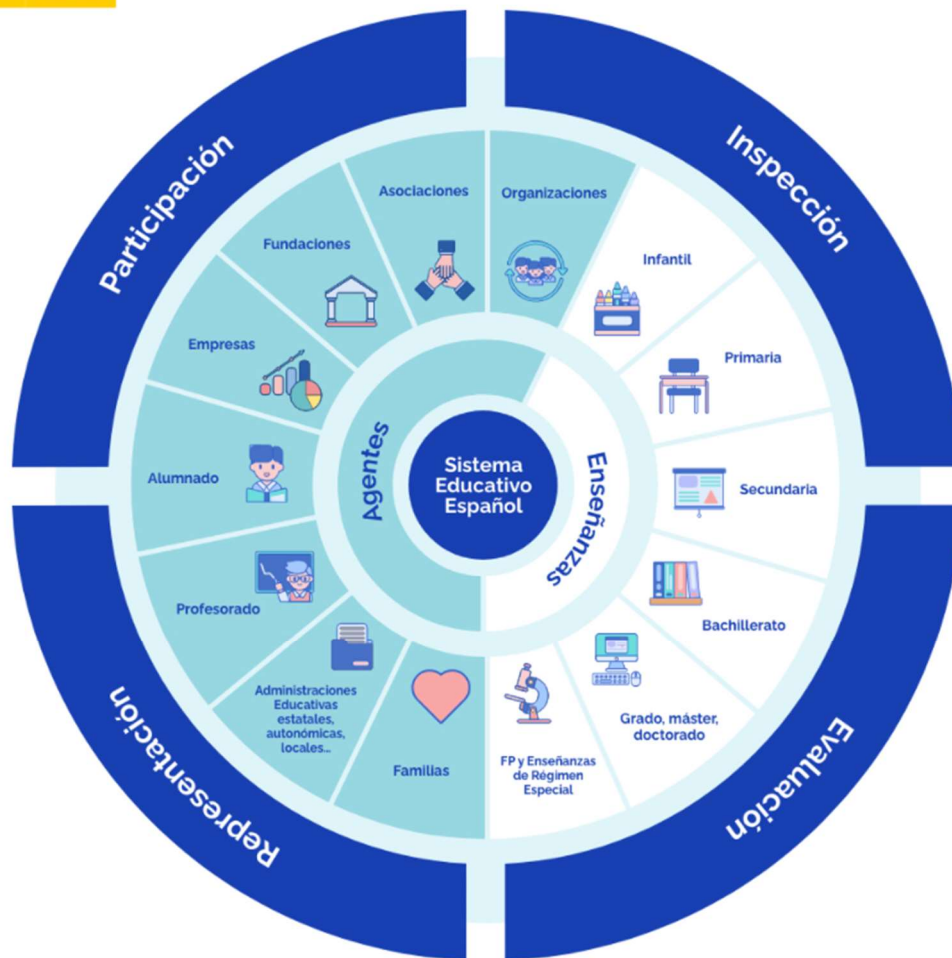 Participación
Inspección
Asociaciones
Organizaciones
Fundaciones
Infantil
Empresas
Primaria
Alumnado
Agentes
Sistema
Educativo
Español
Enseñanzas
Secundaria
Profesorado
Bachillerato
Administraciones
Educativas
estatales,
autonómicas,
locales...
Familias
FP y Enseñanzas
de Régimen
Especial
Grado, máster,
doctorado
Representación
Evaluación